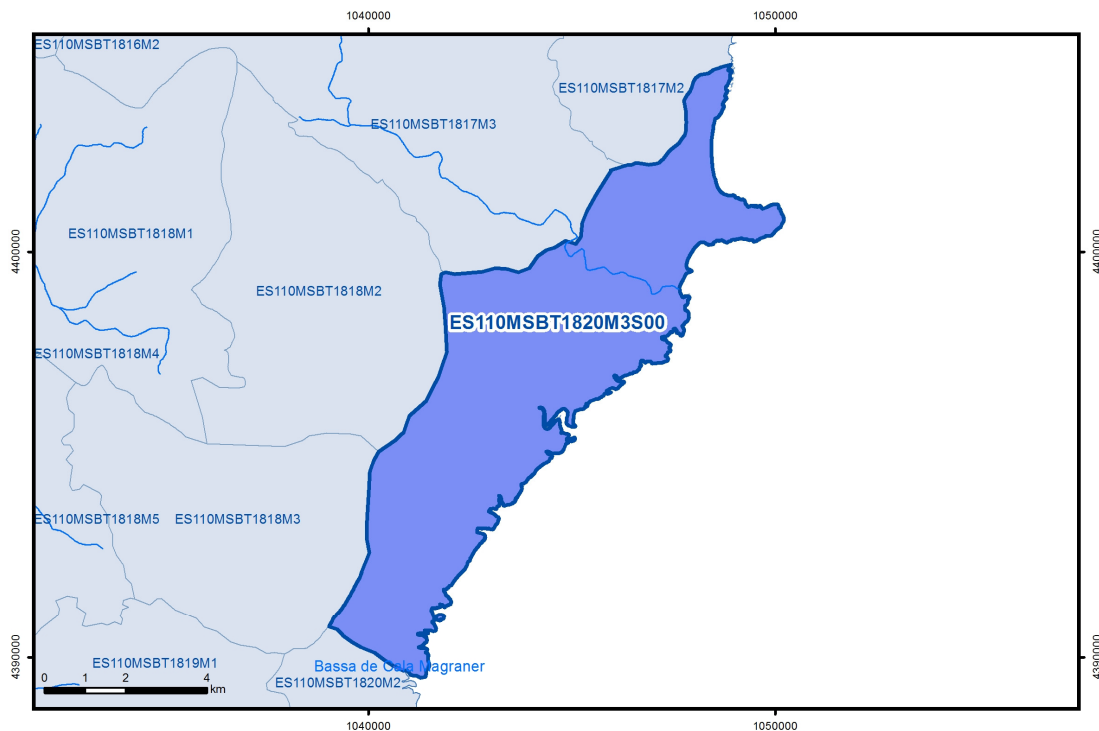 1040000
1050000
ES110MSBT1816M2
ES110MSBT1817M2
ES110MSBT1817M3
ES110MSBT1818M1
4400000
4400000
ES110MSBT1818M2
ES110MSBT1820M3S00
ES110MSBT1818M4
ES110MSBT1818M5
ES110MSBT1818M3
4390000
4390000
ES110MSBT1819M1
Bassa de Cala Magraner
ES110MSBT1820M2
0 1 2 4
km
1040000
1050000